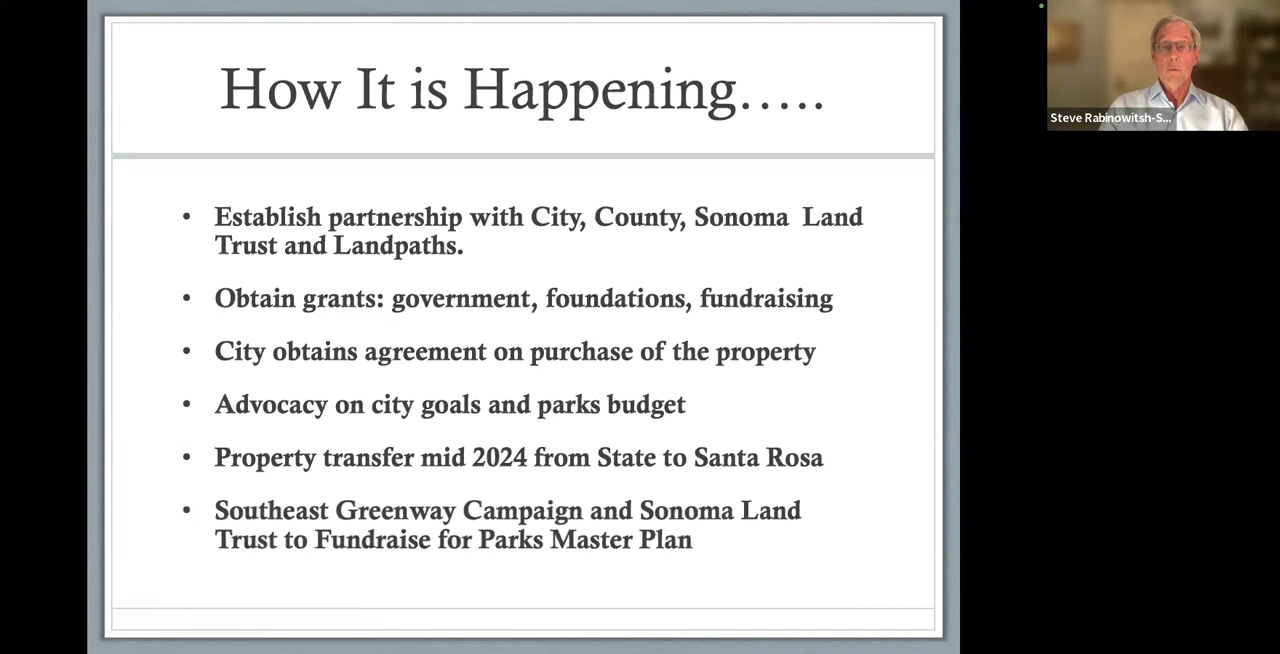 How It is Happening…..
• Establish partnership with City, County, Sonoma  Land
Trust and Landpaths.
• Obtain grants: government, foundations, fundraising
• City obtains agreement on purchase of the property
• Advocacy on city goals and parks budget
• Property transfer mid 2024 from State to Santa Rosa
• Southeast Greenway Campaign and Sonoma Land
Trust to Fundraise for Parks Master Plan
Steve Rabinowitsh-S...